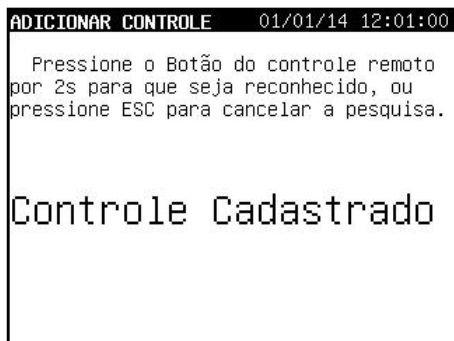 ADICIONAR CONTROLE 01/01/14 12:01:00
Pressione o Botão do controle remoto
por 2s para que seja reconhecido, ou
pressione ESC para cancelar a pesquisa.
Controle Cadastrado